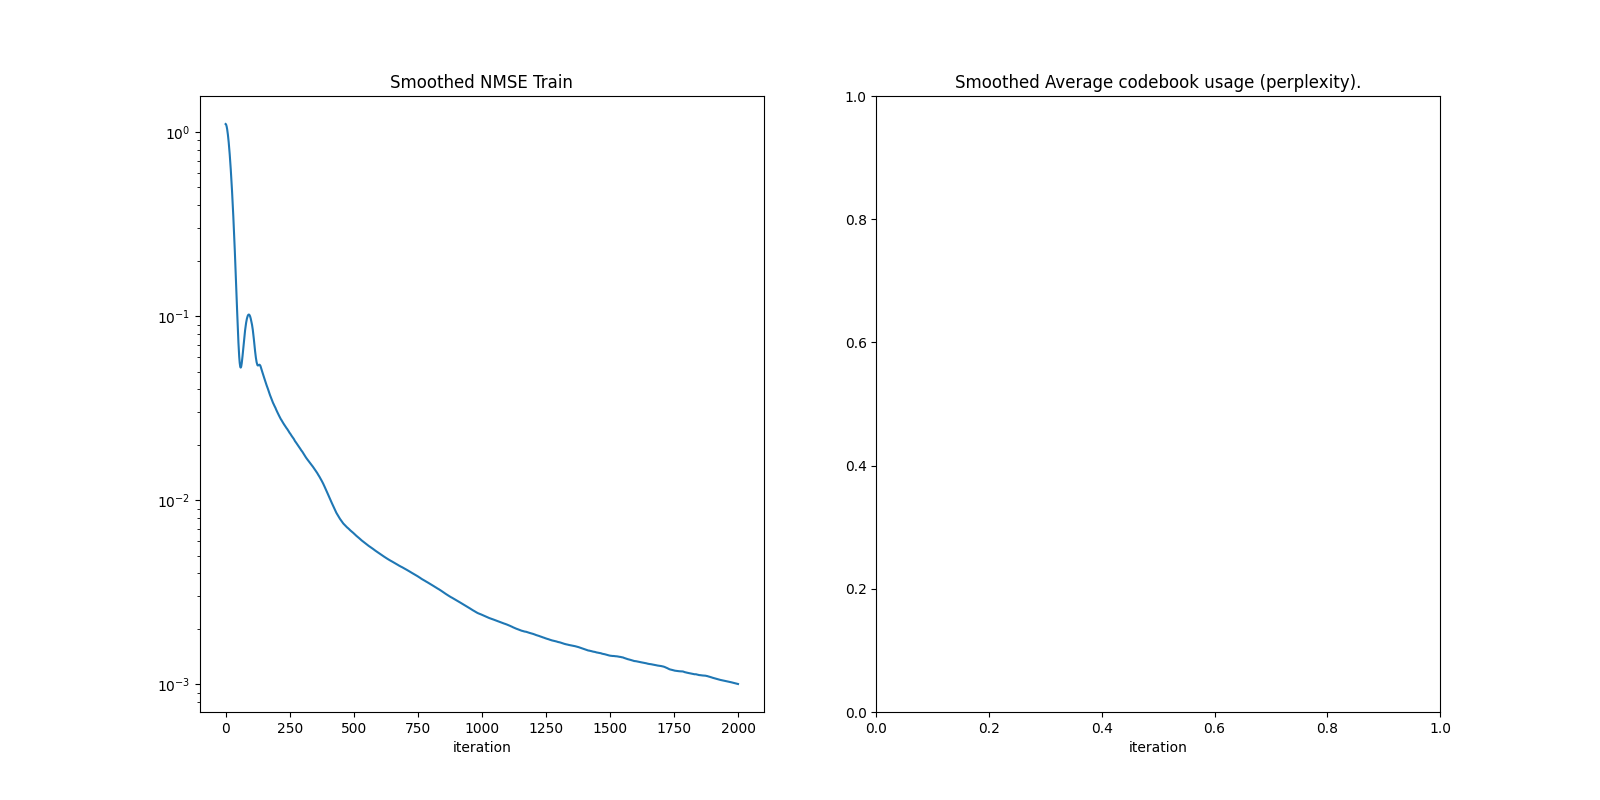 Smoothed NMSE Train
10⁰
10⁻¹
10⁻²
10⁻³
0 250 500 750 1000 1250 1500 1750 2000
iteration
Smoothed Average codebook usage (perplexity).
1.0
0.8
0.6
0.4
0.2
0.0
0.0 0.2 0.4 0.6 0.8 1.0
iteration